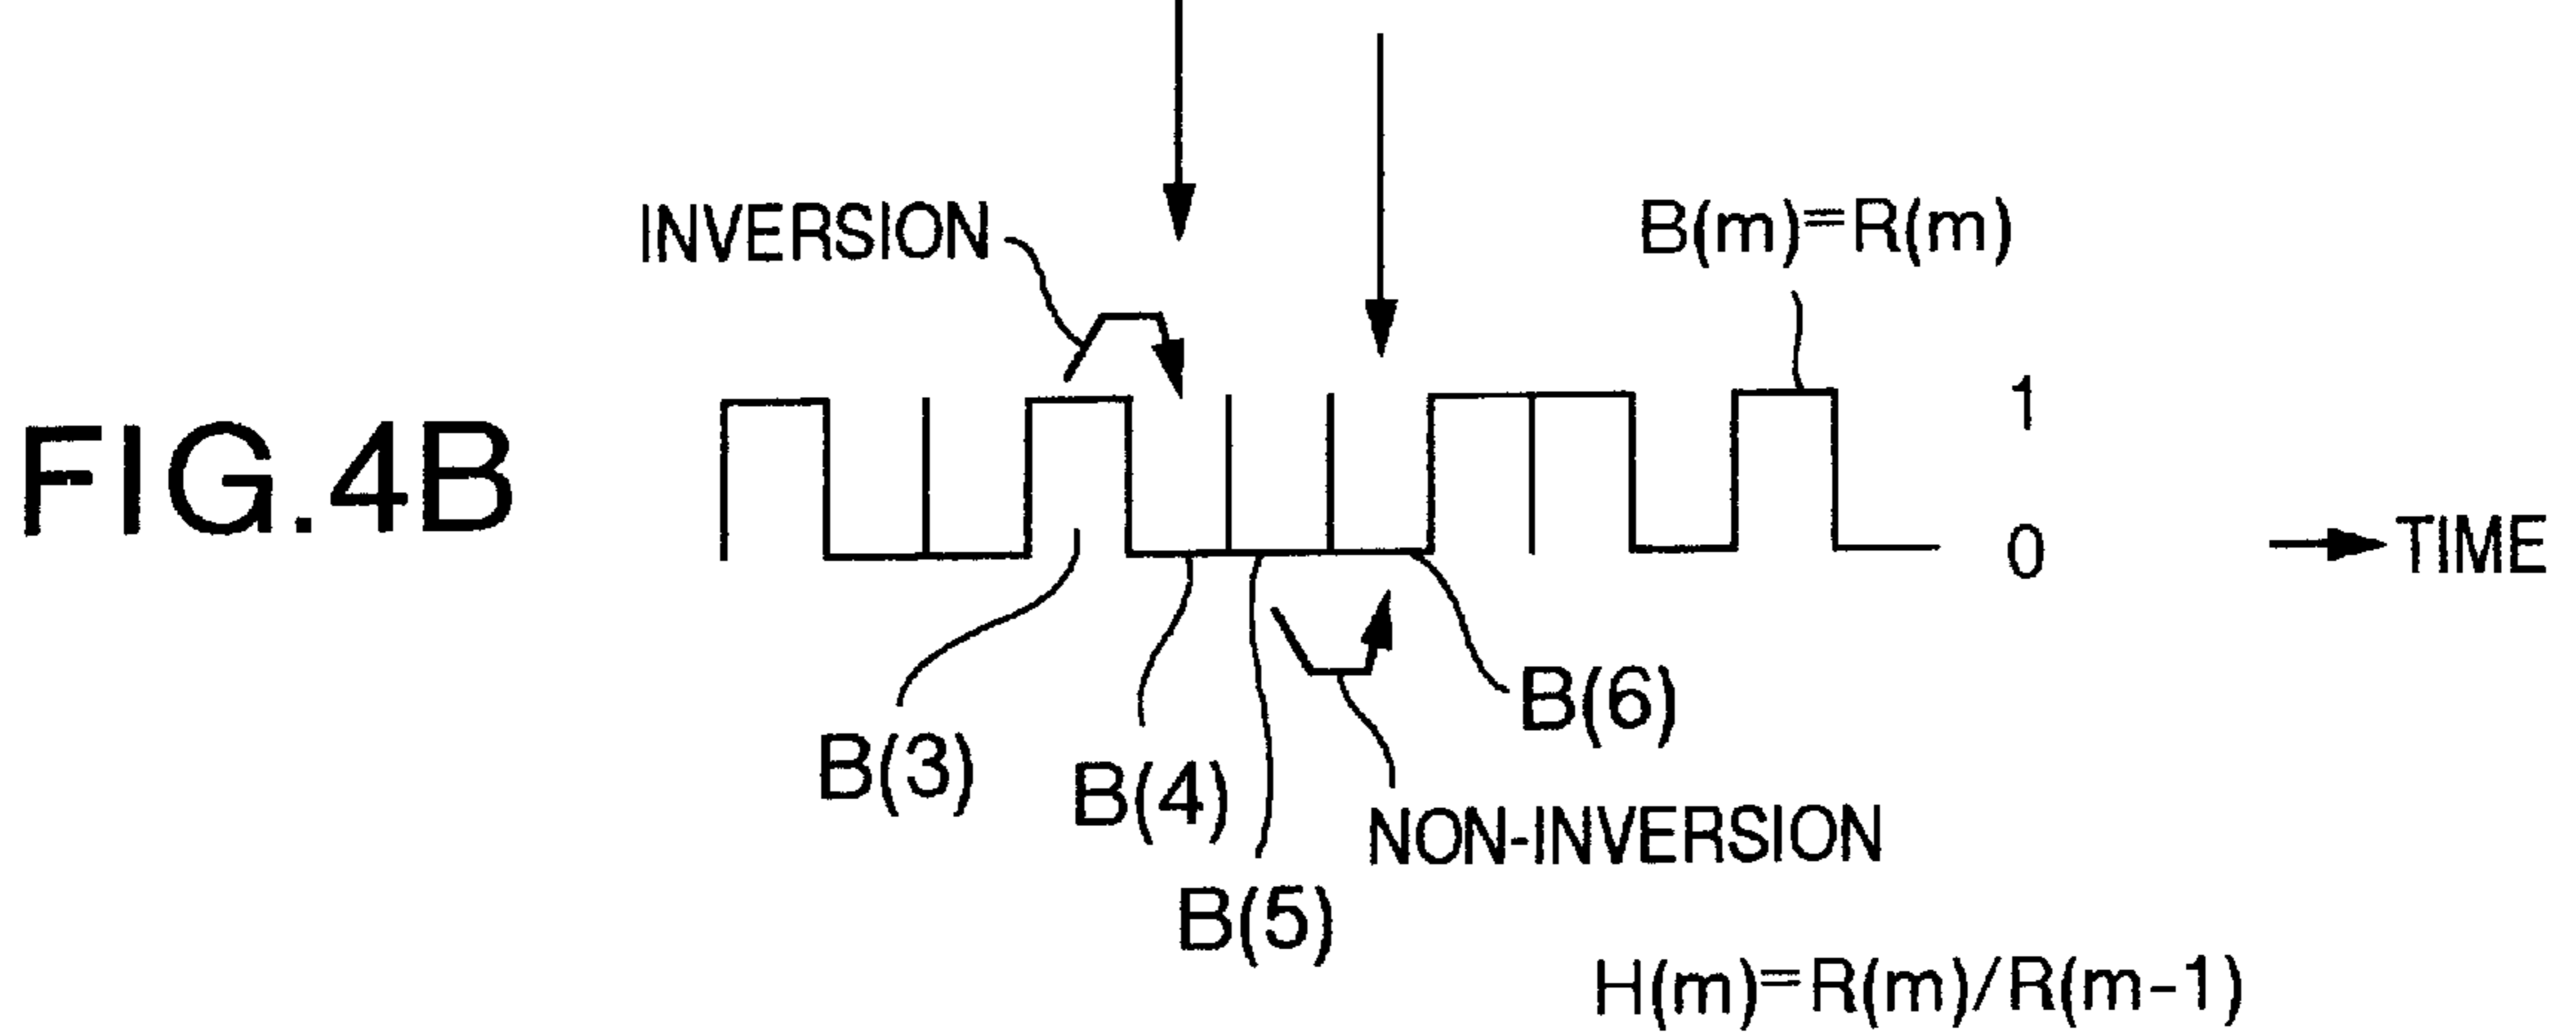 INVERSION
B(m)=R(m)
1
FIG.4B
0
TIME
B(3)
B(4)
B(6)
B(5)
NON-INVERSION
H(m)=R(m)/R(m-1)